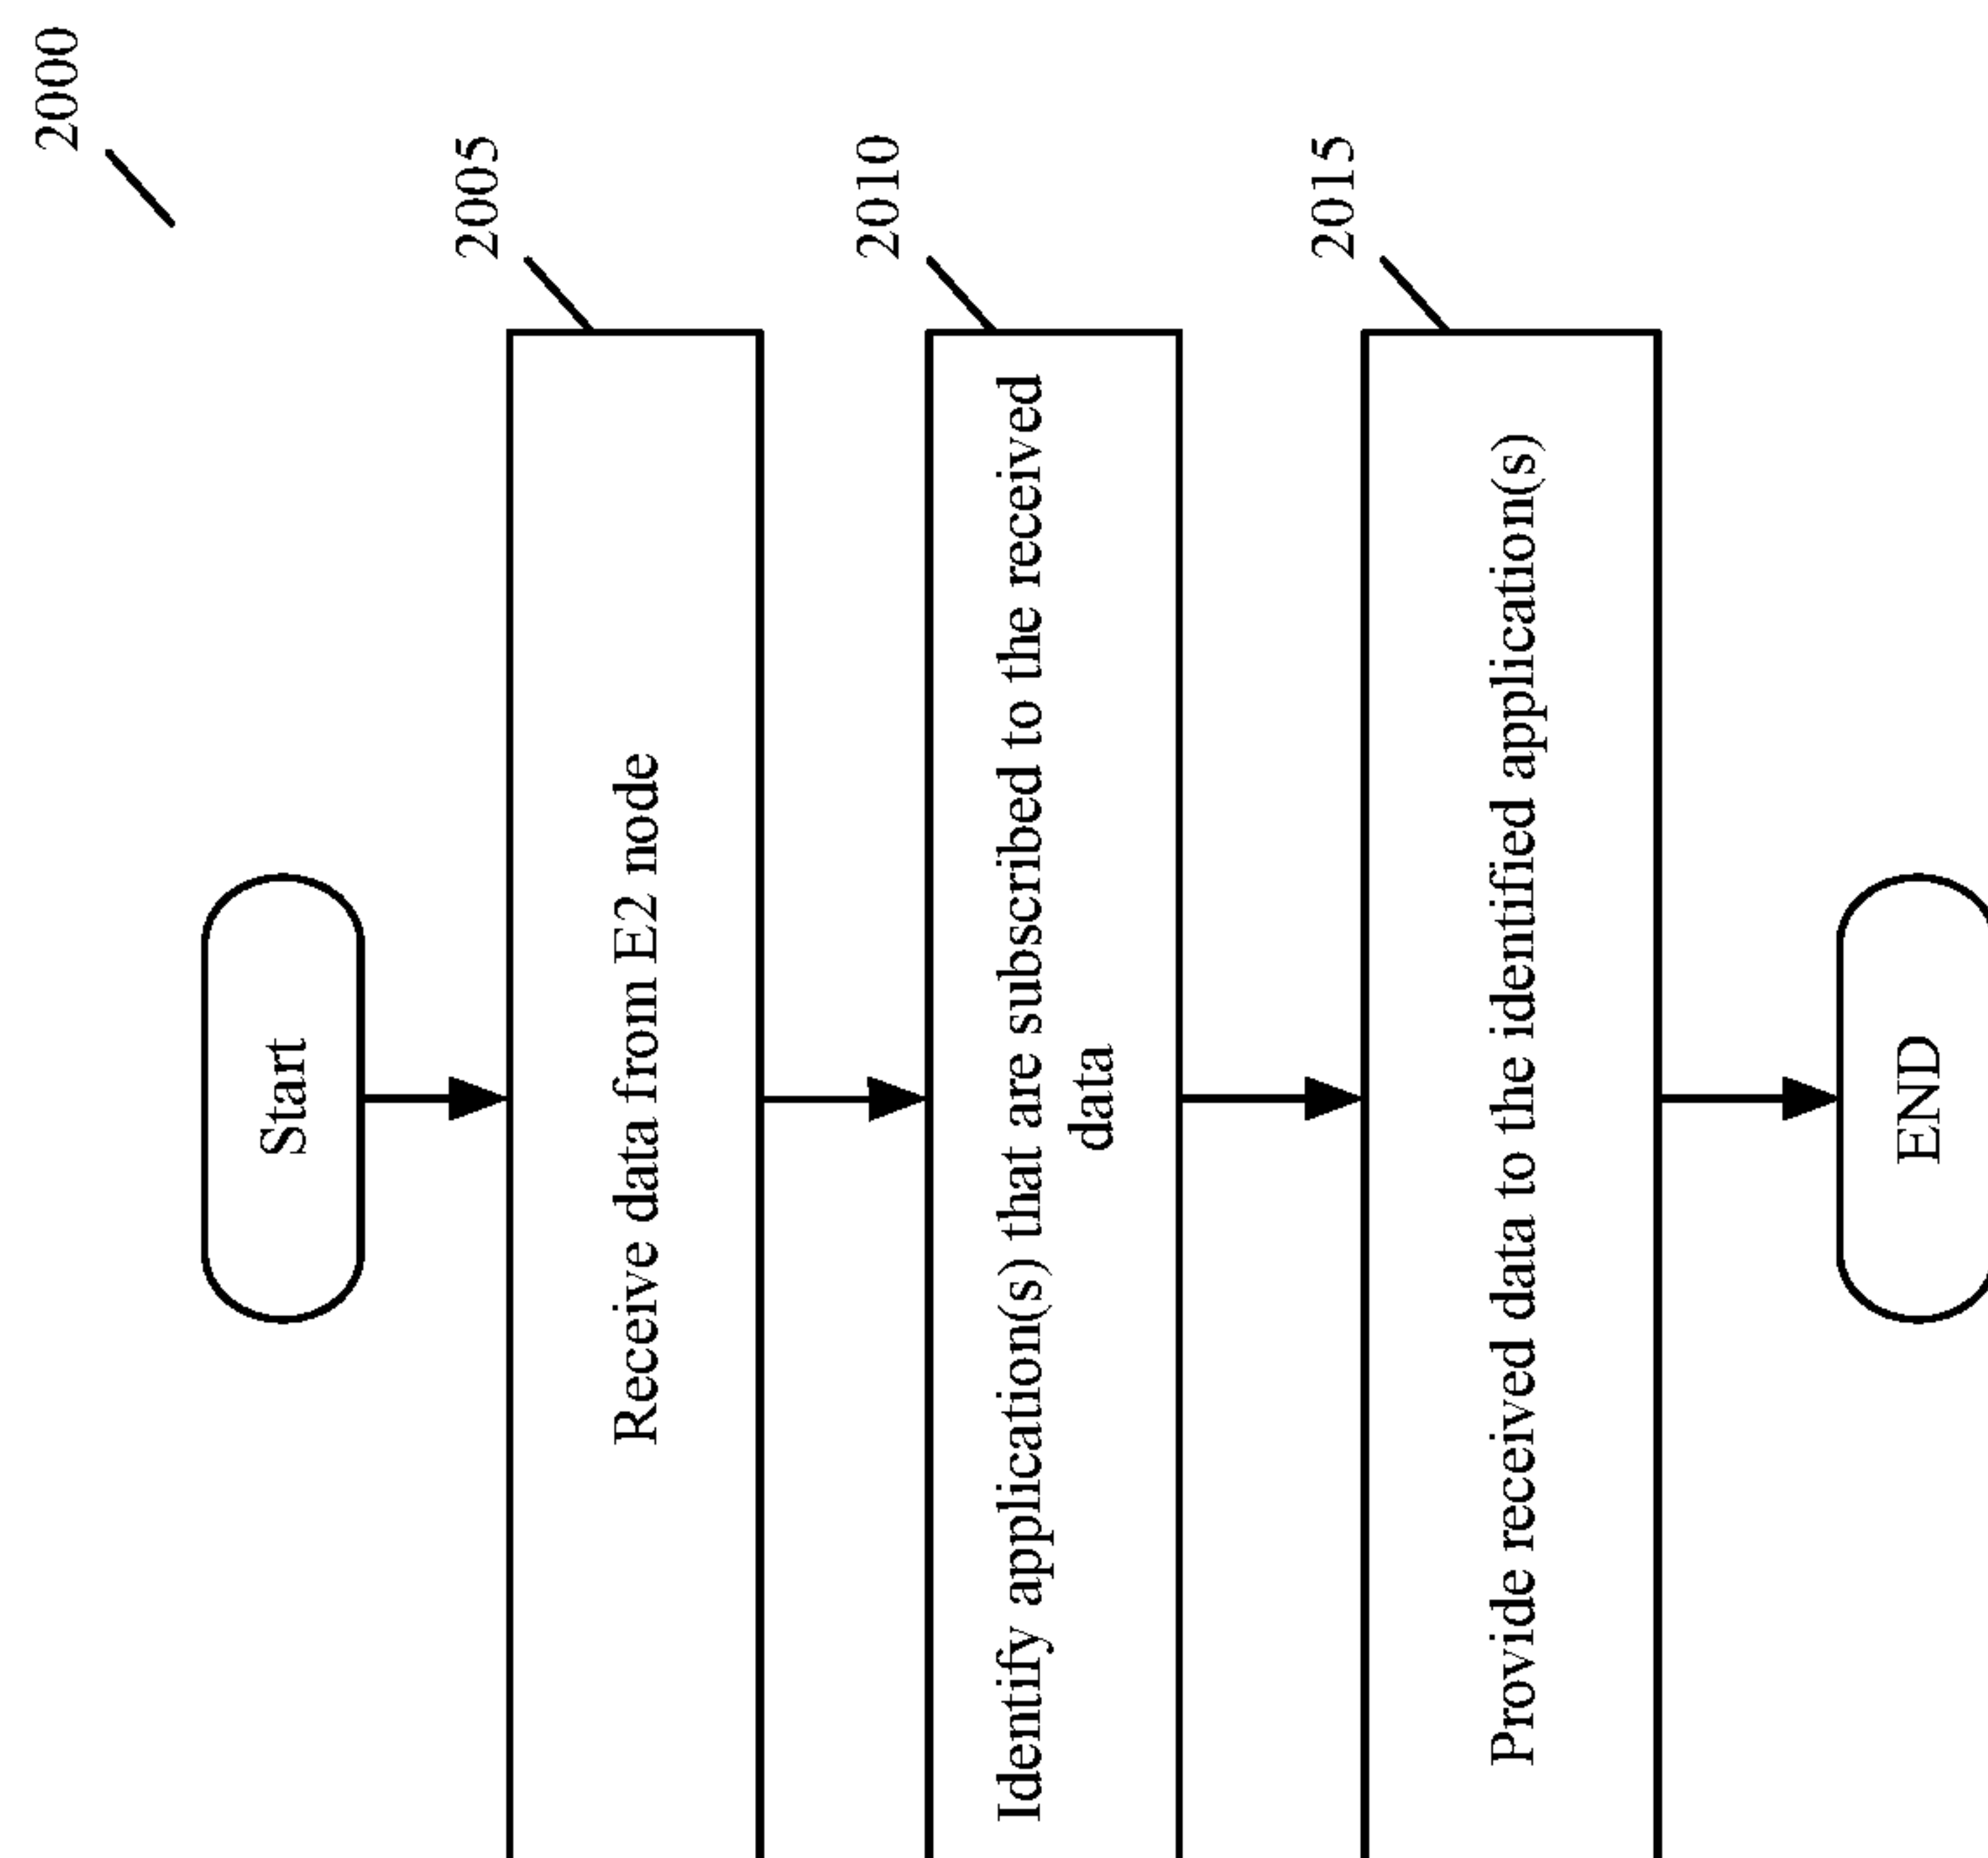 2000
Start
2005
Receive data from E2 node
2010
Identify application(s) that are subscribed to the received
data
2015
Provide received data to the identified application(s)
END